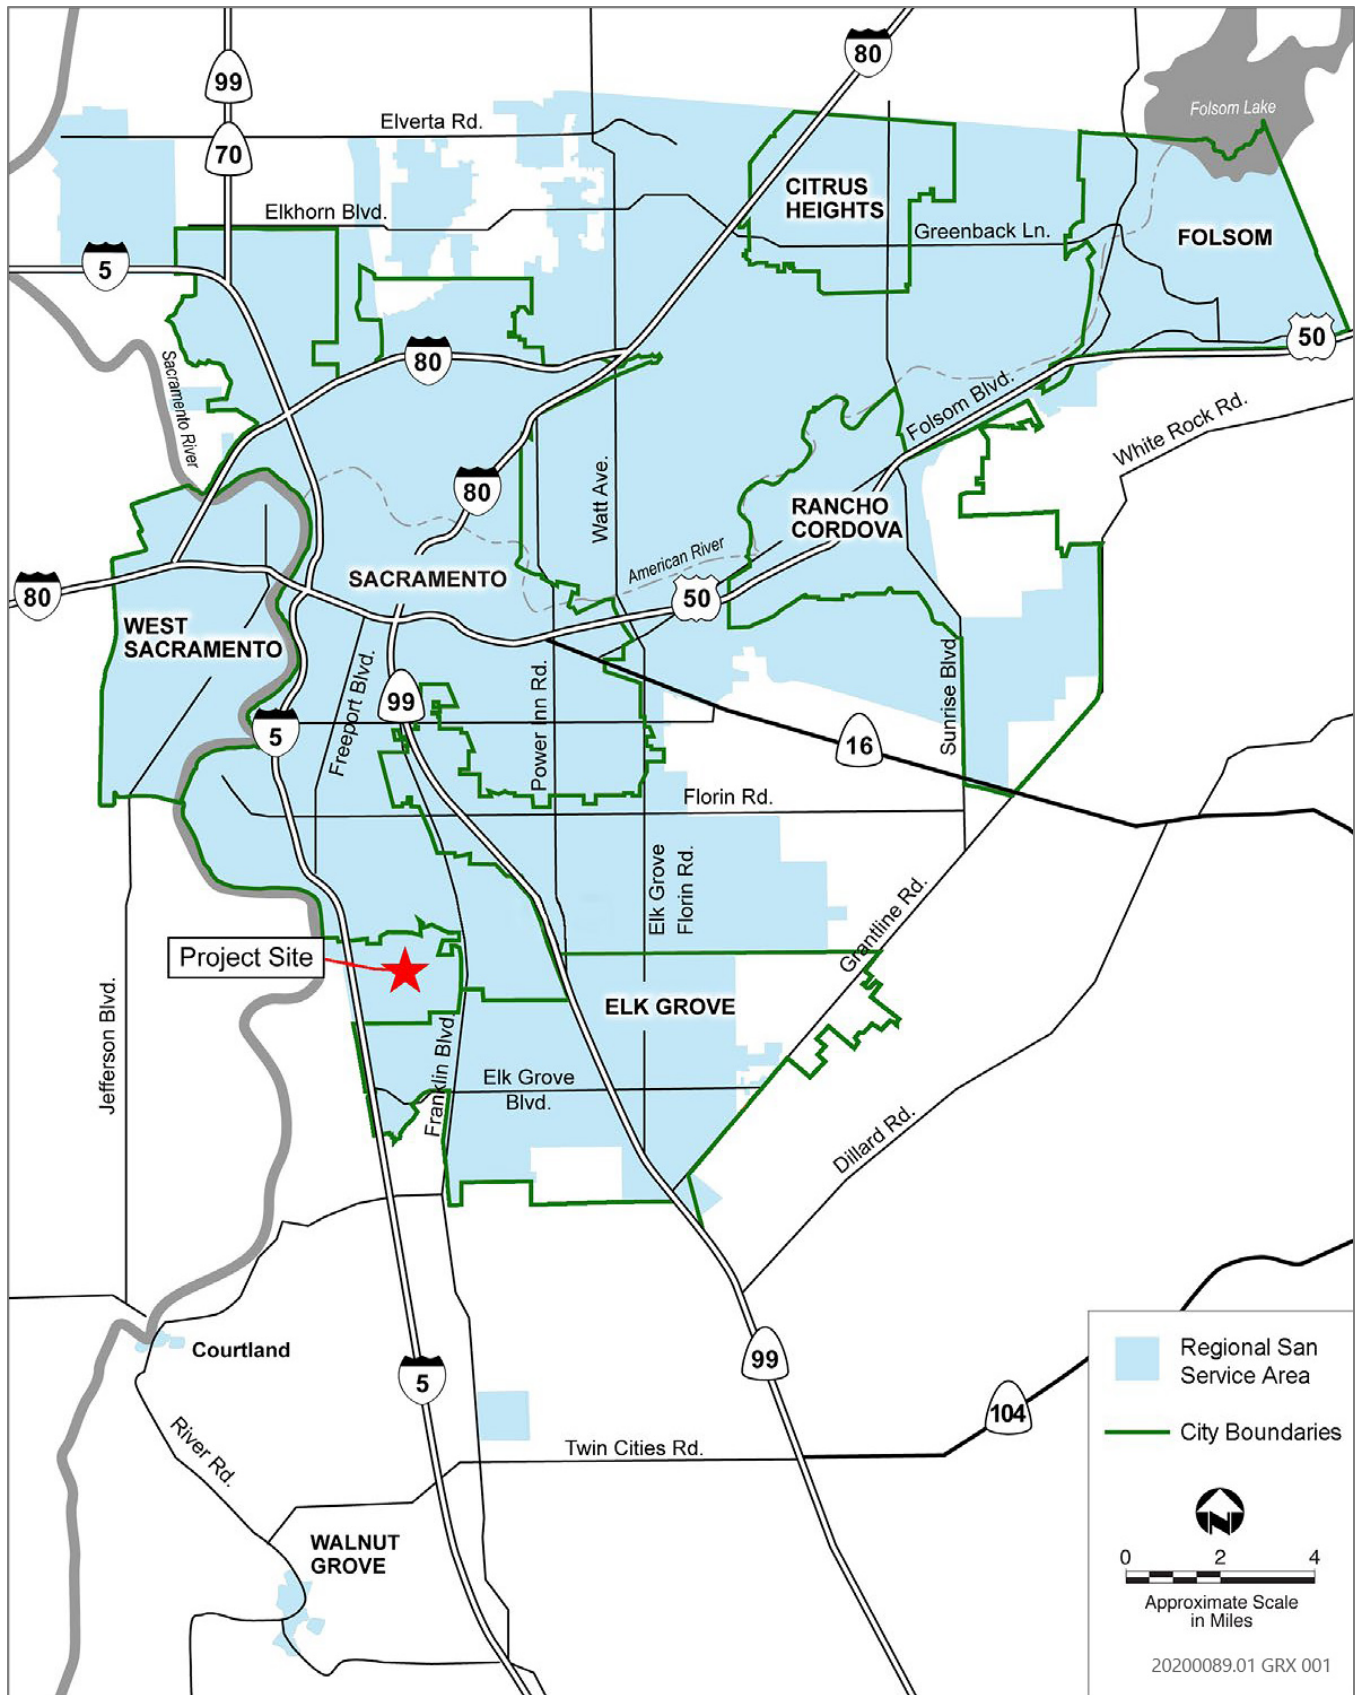 80
99
Folsom Lake
Elverta Rd.
70
CITRUS
HEIGHTS
Elkhorn Blvd.
Greenback Ln.
FOLSOM
5
50
80
Sacramento River
Folsom Blvd.
White Rock Rd.
80
Watt Ave.
RANCHO
CORDOVA
American River
SACRAMENTO
80
50
WEST
SACRAMENTO
Freeport Blvd.
Power Inn Rd.
Sunrise Blvd.
99
5
16
Florin Rd.
Elk Grove
Florin Rd.
Grantline Rd.
Project Site
Jefferson Blvd.
ELK GROVE
Franklin Blvd.
Elk Grove
Blvd.
Dillard Rd.
Courtland
99
5
104
River Rd.
Twin Cities Rd.
WALNUT
GROVE
Regional San
Service Area
City Boundaries
N
0 2 4
Approximate Scale
in Miles
20200089.01 GRX 001